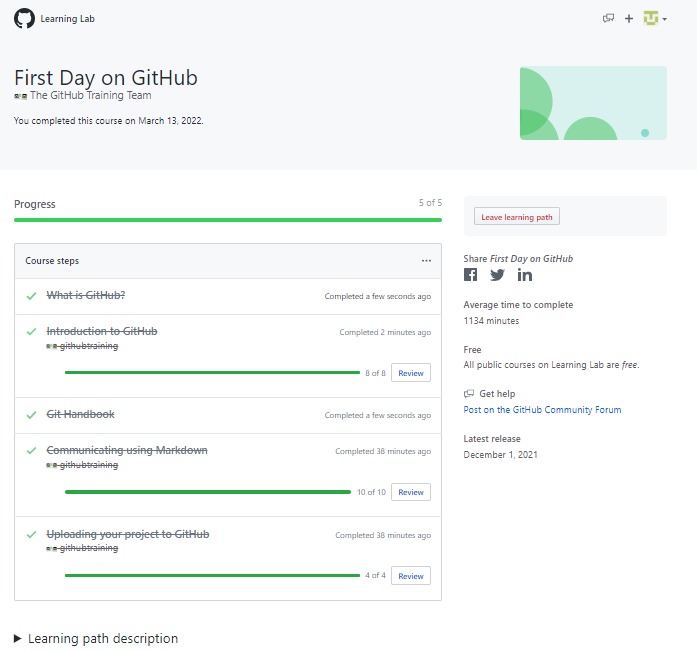 Learning Lab
First Day on GitHub
The GitHub Training Team
You completed this course on March 13, 2022.
Progress
5 of 5
Course steps
What is GitHub?
Completed a few seconds ago
Introduction to GitHub
Completed 2 minutes ago
githubtraining
8 of 8
Review
Git Handbook
Completed a few seconds ago
Communicating using Markdown
Completed 38 minutes ago
githubtraining
10 of 10
Review
Uploading your project to GitHub
Completed 38 minutes ago
githubtraining
4 of 4
Review
Learning path description
Leave learning path
Share First Day on GitHub
Average time to complete
1134 minutes
Free
All public courses on Learning Lab are free.
Get help
Post on the GitHub Community Forum
Latest release
December 1, 2021